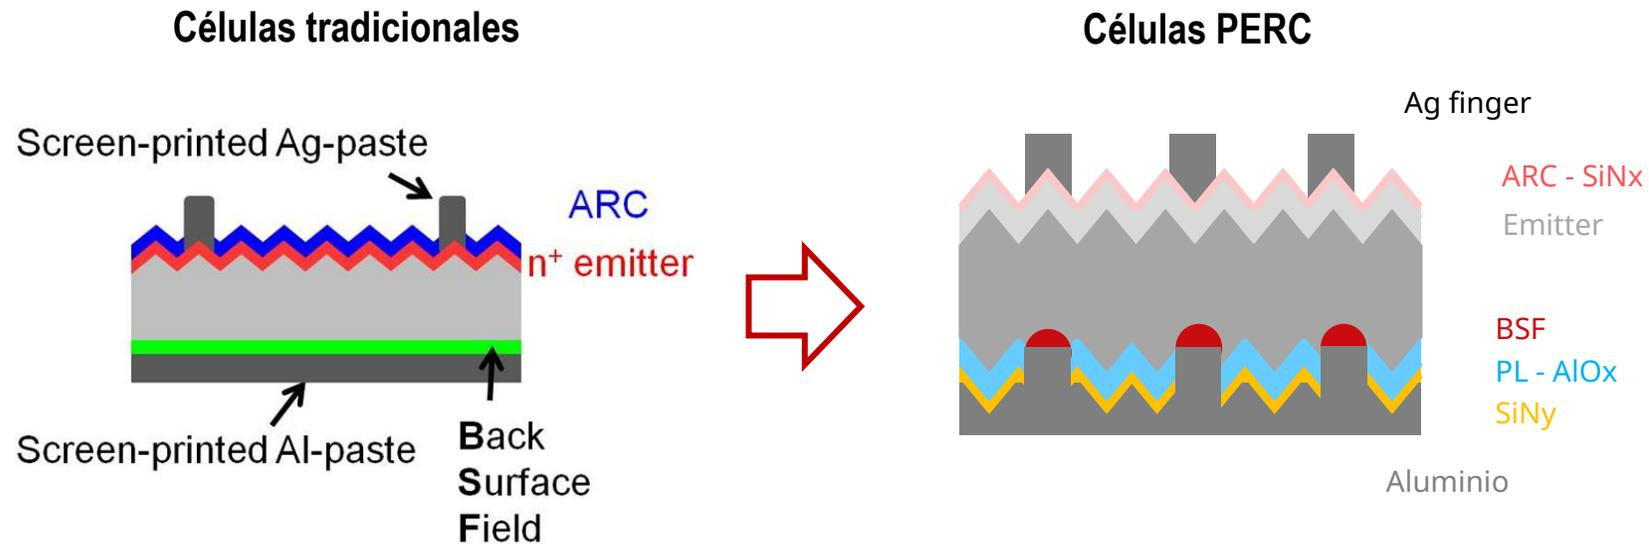 Células tradicionales
Screen-printed Ag-paste
ARC
n⁺ emitter
Screen-printed Al-paste
Back
Surface
Field
Células PERC
Ag finger
ARC - SiNx
Emitter
BSF
PL - AlOx
SiNy
Aluminio